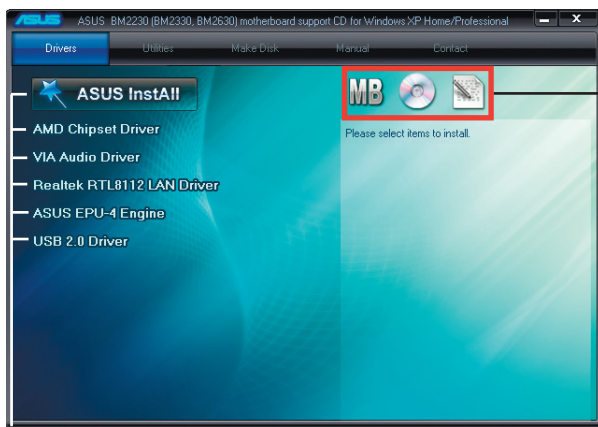 ASUS ASUS BM2230 (BM2330, BM2630) motherboard support CD for Windows XP Home/Professional
Drivers Utilities Make Disk Manual Contact
ASUS InstAll
MB
AMD Chipset Driver
Please select items to install.
VIA Audio Driver
Realtek RTL8112 LAN Driver
ASUS EPU-4 Engine
USB 2.0 Driver